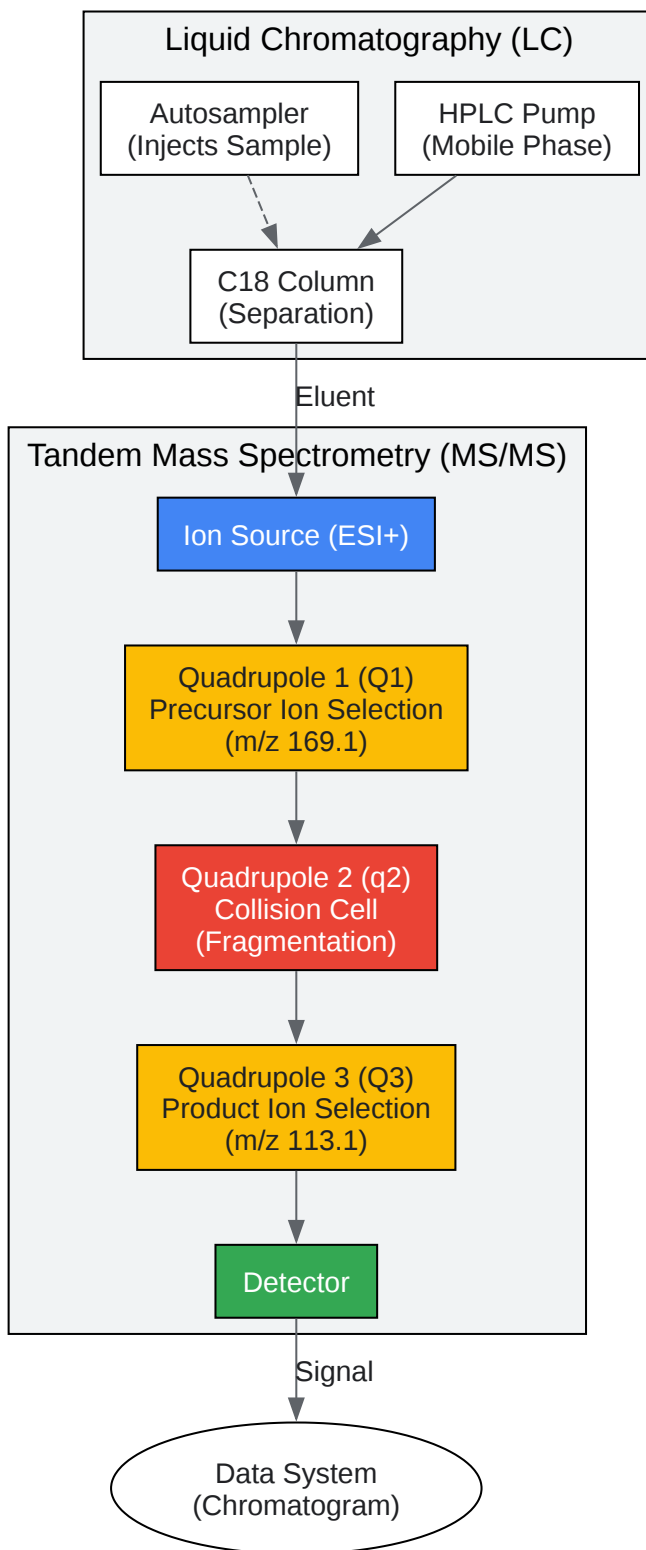 Liquid Chromatography (LC)
Autosampler
(Injects Sample)
HPLC Pump
(Mobile Phase)
C18 Column
(Separation)
Eluent
Tandem Mass Spectrometry (MS/MS)
Ion Source (ESI+)
Quadrupole 1 (Q1)
Precursor Ion Selection
(m/z 169.1)
Quadrupole 2 (q2)
Collision Cell
(Fragmentation)
Quadrupole 3 (Q3)
Product Ion Selection
(m/z 113.1)
Detector
Signal
Data System
(Chromatogram)